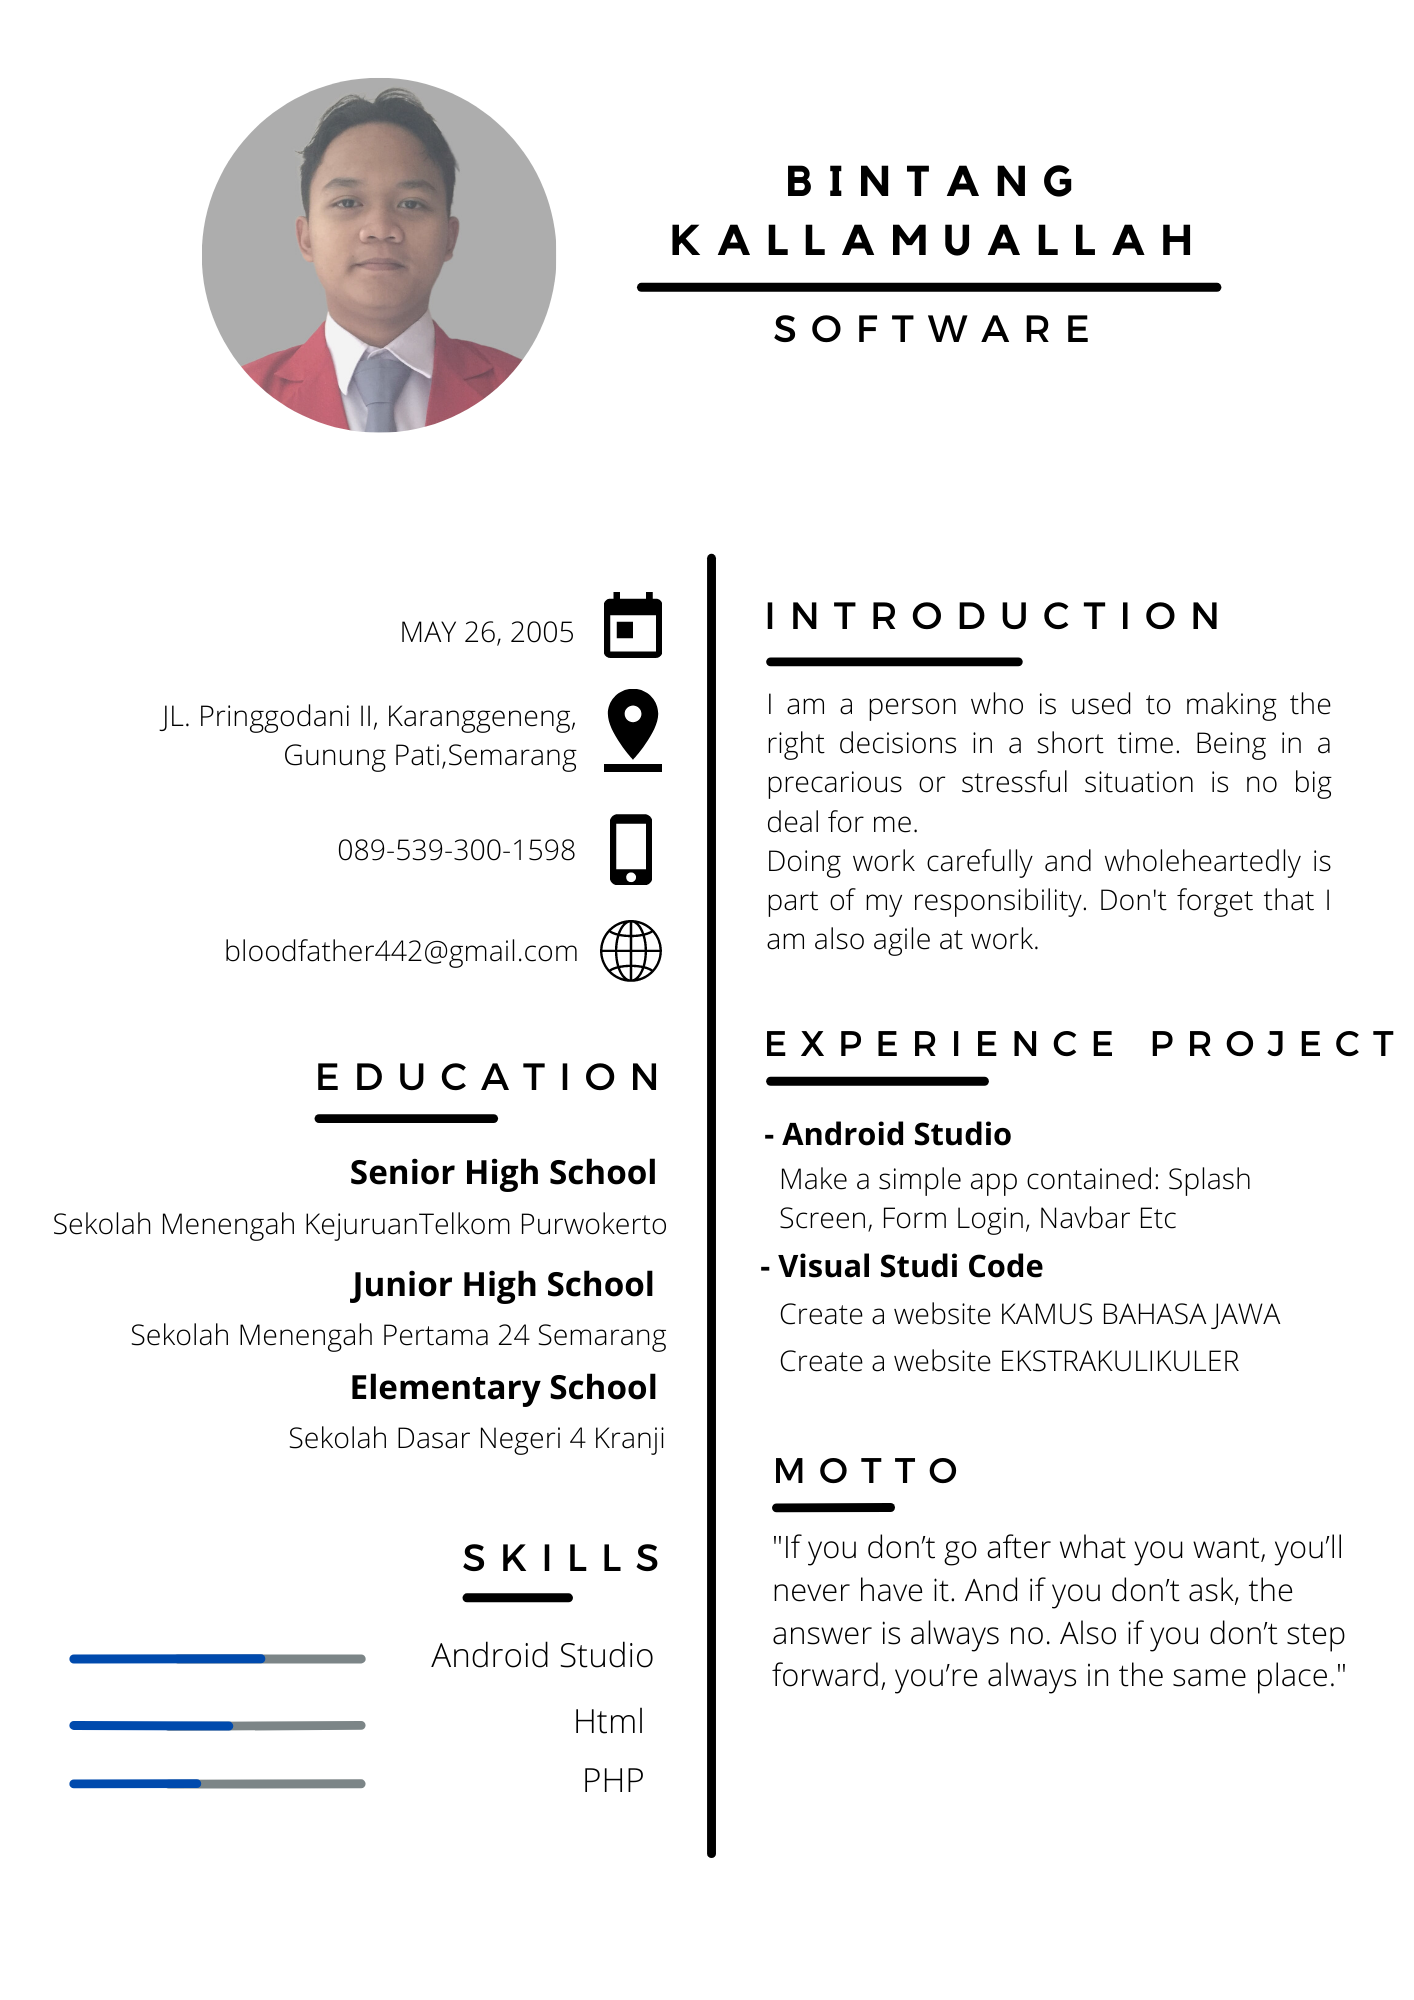 BINTANG
KALLAMUALLAH
SOFTWARE
MAY 26, 2005
JL. Pringgodani II, Karanggeneng,
Gunung Pati,Semarang
089-539-300-1598
bloodfather442@gmail.com
EDUCATION
Senior High School
Sekolah Menengah KejuruanTelkom Purwokerto
Junior High School
Sekolah Menengah Pertama 24 Semarang
Elementary School
Sekolah Dasar Negeri 4 Kranji
SKILLS
Android Studio
Html
PHP
INTRODUCTION
I am a person who is used to making the
right decisions in a short time. Being in a
precarious or stressful situation is no big
deal for me.
Doing work carefully and wholeheartedly is
part of my responsibility. Don't forget that I
am also agile at work.
EXPERIENCE PROJECT
- Android Studio
Make a simple app contained: Splash
Screen, Form Login, Navbar Etc
- Visual Studi Code
Create a website KAMUS BAHASA JAWA
Create a website EKSTRAKULIKULER
MOTTO
"If you don’t go after what you want, you’ll
never have it. And if you don’t ask, the
answer is always no. Also if you don’t step
forward, you’re always in the same place."